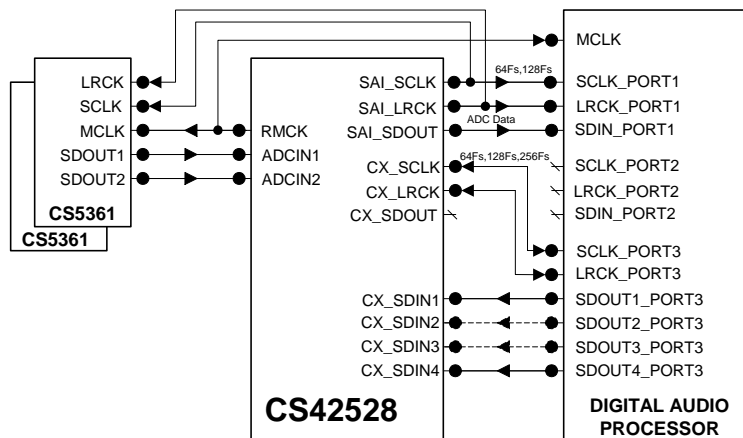 LRCK
SCLK
MCLK
SDOUT1
SDOUT2
CS5361
CS5361
RMCK
ADCIN1
ADCIN2
SAI_SCLK
SAI_LRCK
SAI_SDOUT
CX_SCLK
CX_LRCK
CX_SDOUT
CX_SDIN1
CX_SDIN2
CX_SDIN3
CX_SDIN4
CS42528
64Fs,128Fs
ADC Data
64Fs,128Fs,256Fs
MCLK
SCLK_PORT1
LRCK_PORT1
SDIN_PORT1
SCLK_PORT2
LRCK_PORT2
SDIN_PORT2
SCLK_PORT3
LRCK_PORT3
SDOUT1_PORT3
SDOUT2_PORT3
SDOUT3_PORT3
SDOUT4_PORT3
DIGITAL AUDIO
PROCESSOR